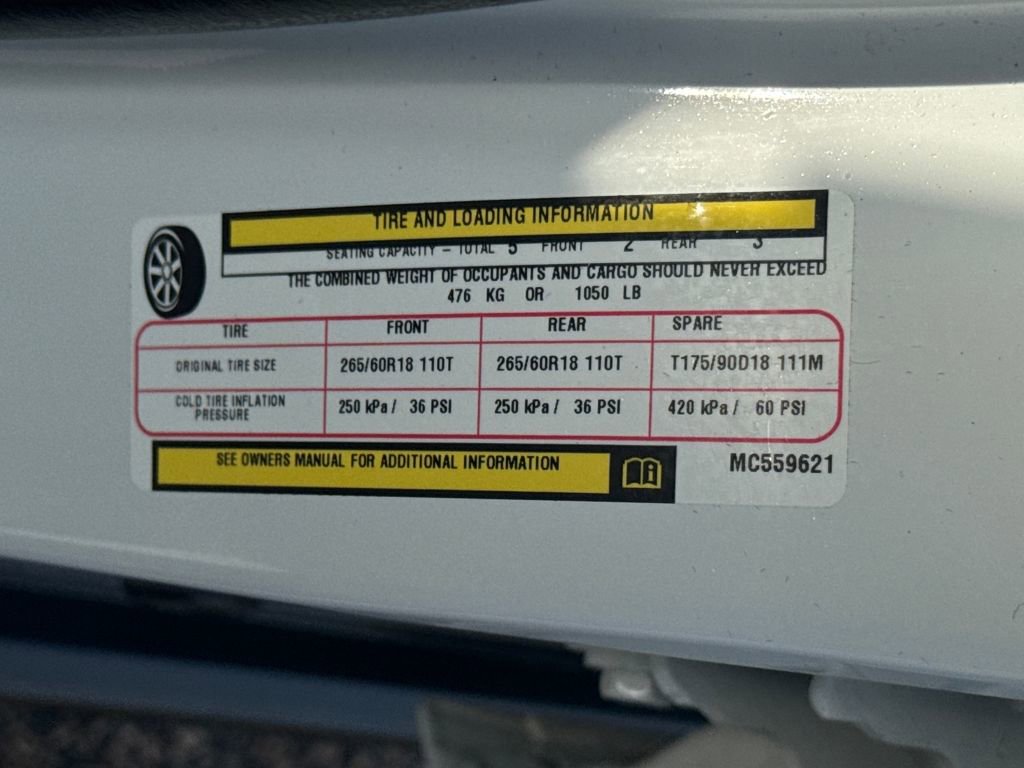 TIRE AND LOADING INFORMATION
SEATING CAPACITY – TOTAL 5 FRONT 2 REAR 3
THE COMBINED WEIGHT OF OCCUPANTS AND CARGO SHOULD NEVER EXCEED
476 KG OR 1050 LB
TIRE FRONT REAR SPARE
ORIGINAL TIRE SIZE 265/60R18 110T 265/60R18 110T T175/90D18 111M
COLD TIRE INFLATION PRESSURE 250 kPa / 36 PSI 250 kPa / 36 PSI 420 kPa / 60 PSI
SEE OWNERS MANUAL FOR ADDITIONAL INFORMATION
MC559621